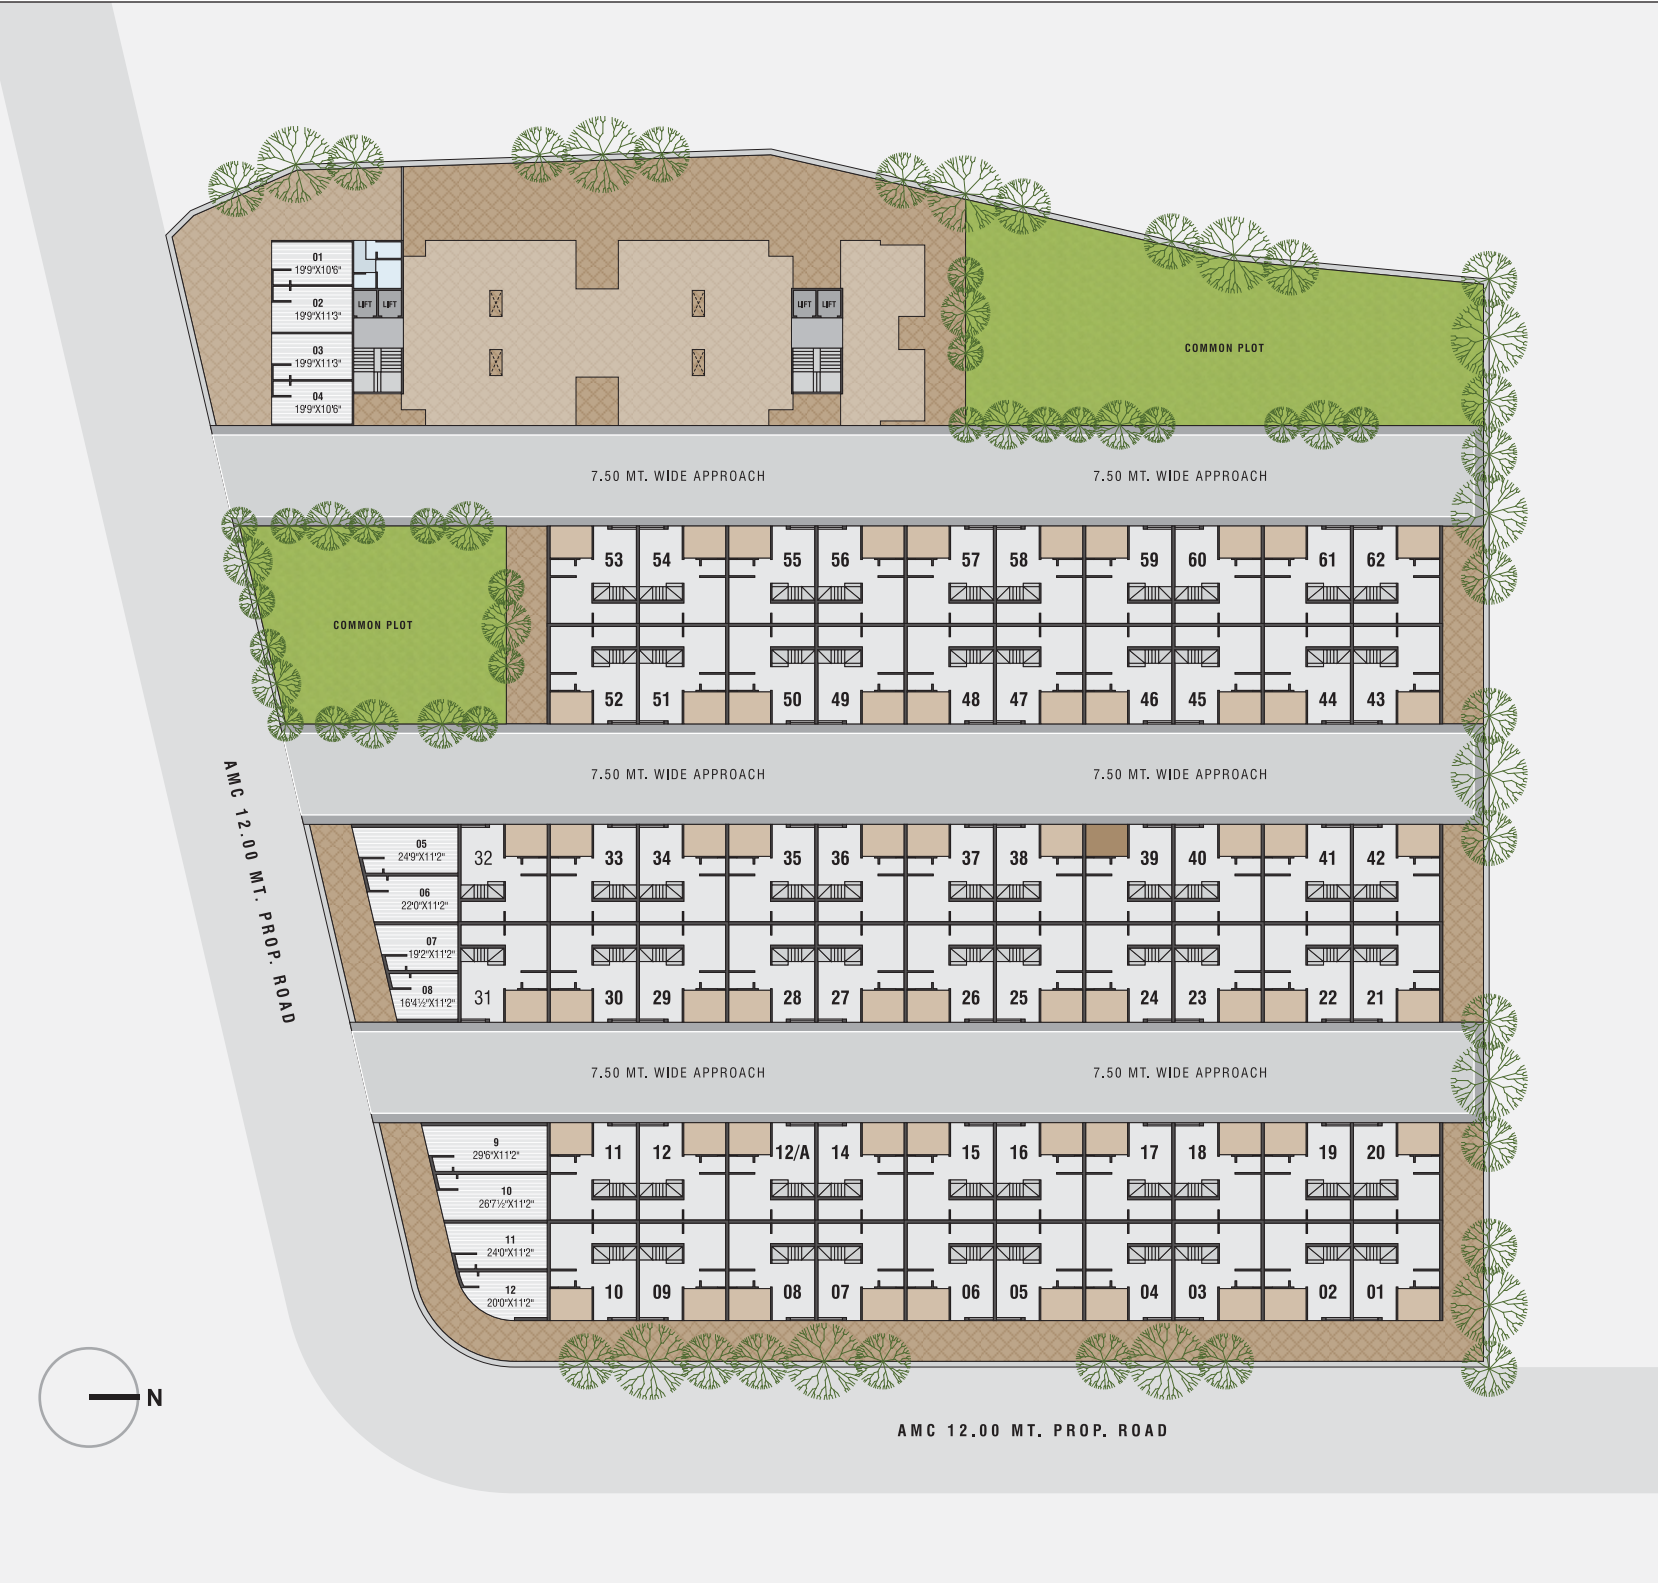 01
19'9"X10'6"
02
19'9"X11'3"
03
19'9"X11'3"
04
19'9"X10'6"
LIFT LIFT
LIFT LIFT
COMMON PLOT
7.50 MT. WIDE APPROACH
7.50 MT. WIDE APPROACH
COMMON PLOT
53 54 55 56 57 58 59 60 61 62
52 51 50 49 48 47 46 45 44 43
7.50 MT. WIDE APPROACH
7.50 MT. WIDE APPROACH
AMC 12.00 MT. PROP. ROAD
05
24'9"X11'2"
06
22'0"X11'2"
07
19'2"X11'2"
08
16'4½"X11'2"
32 33 34 35 36 37 38 39 40 41 42
31 30 29 28 27 26 25 24 23 22 21
7.50 MT. WIDE APPROACH
7.50 MT. WIDE APPROACH
9
29'6"X11'2"
10
26'7½"X11'2"
11
24'0"X11'2"
12
20'0"X11'2"
11 12 12/A 14 15 16 17 18 19 20
10 09 08 07 06 05 04 03 02 01
N
AMC 12.00 MT. PROP. ROAD